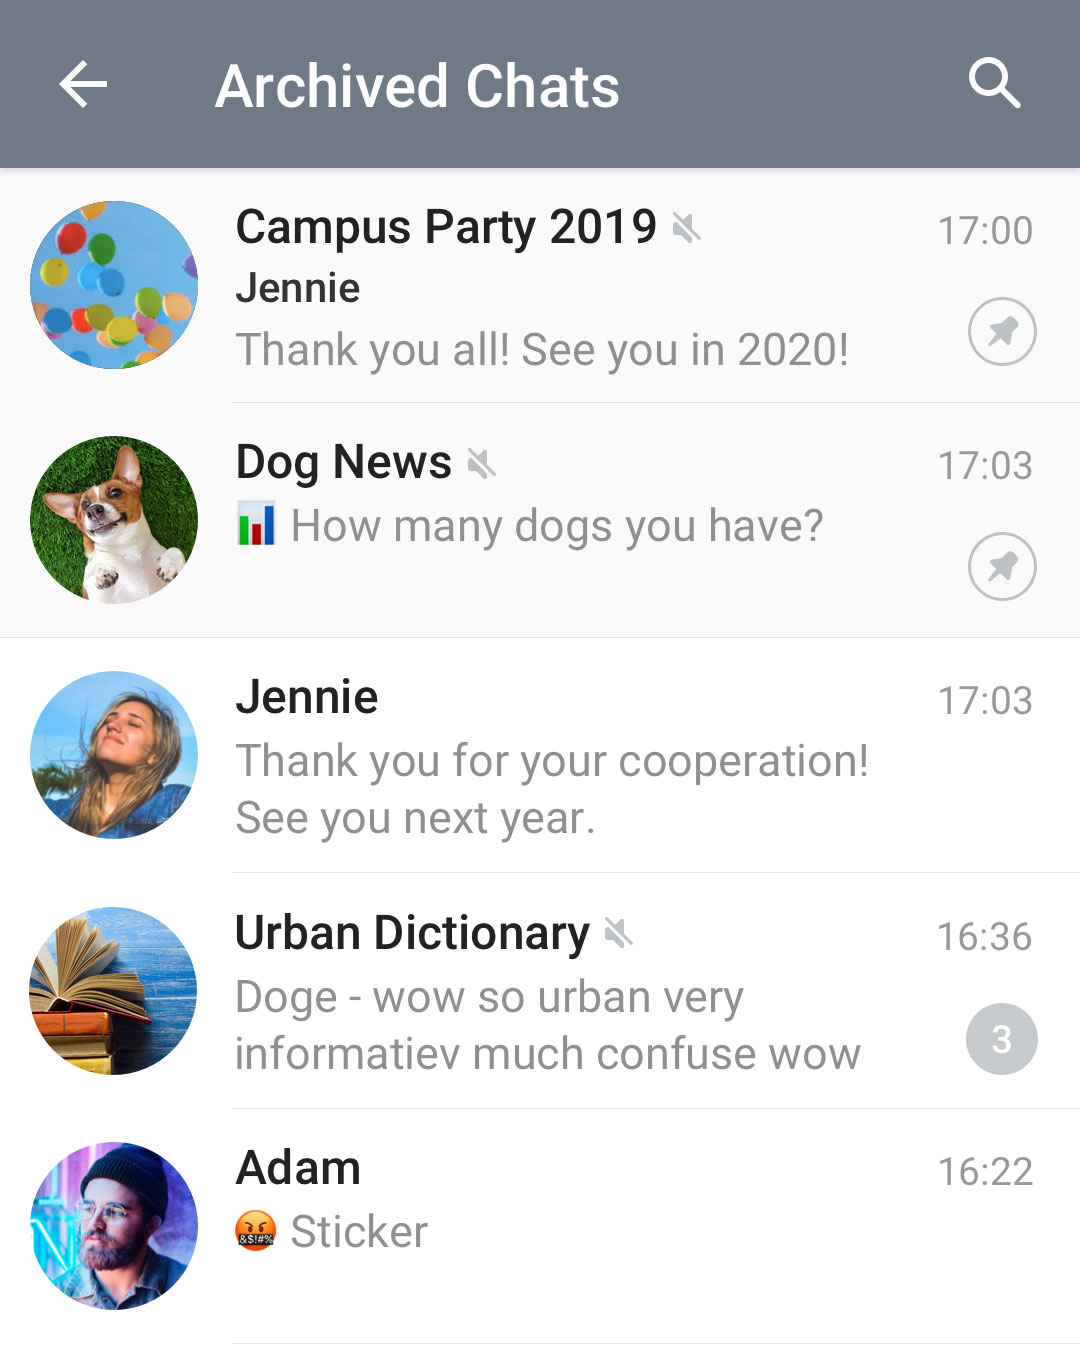 Archived Chats
Campus Party 2019
17:00
Jennie
Thank you all! See you in 2020!
Dog News
17:03
📊 How many dogs you have?
Jennie
17:03
Thank you for your cooperation!
See you next year.
Urban Dictionary
16:36
Doge - wow so urban very
informatiev much confuse wow
3
Adam
16:22
🤬 Sticker